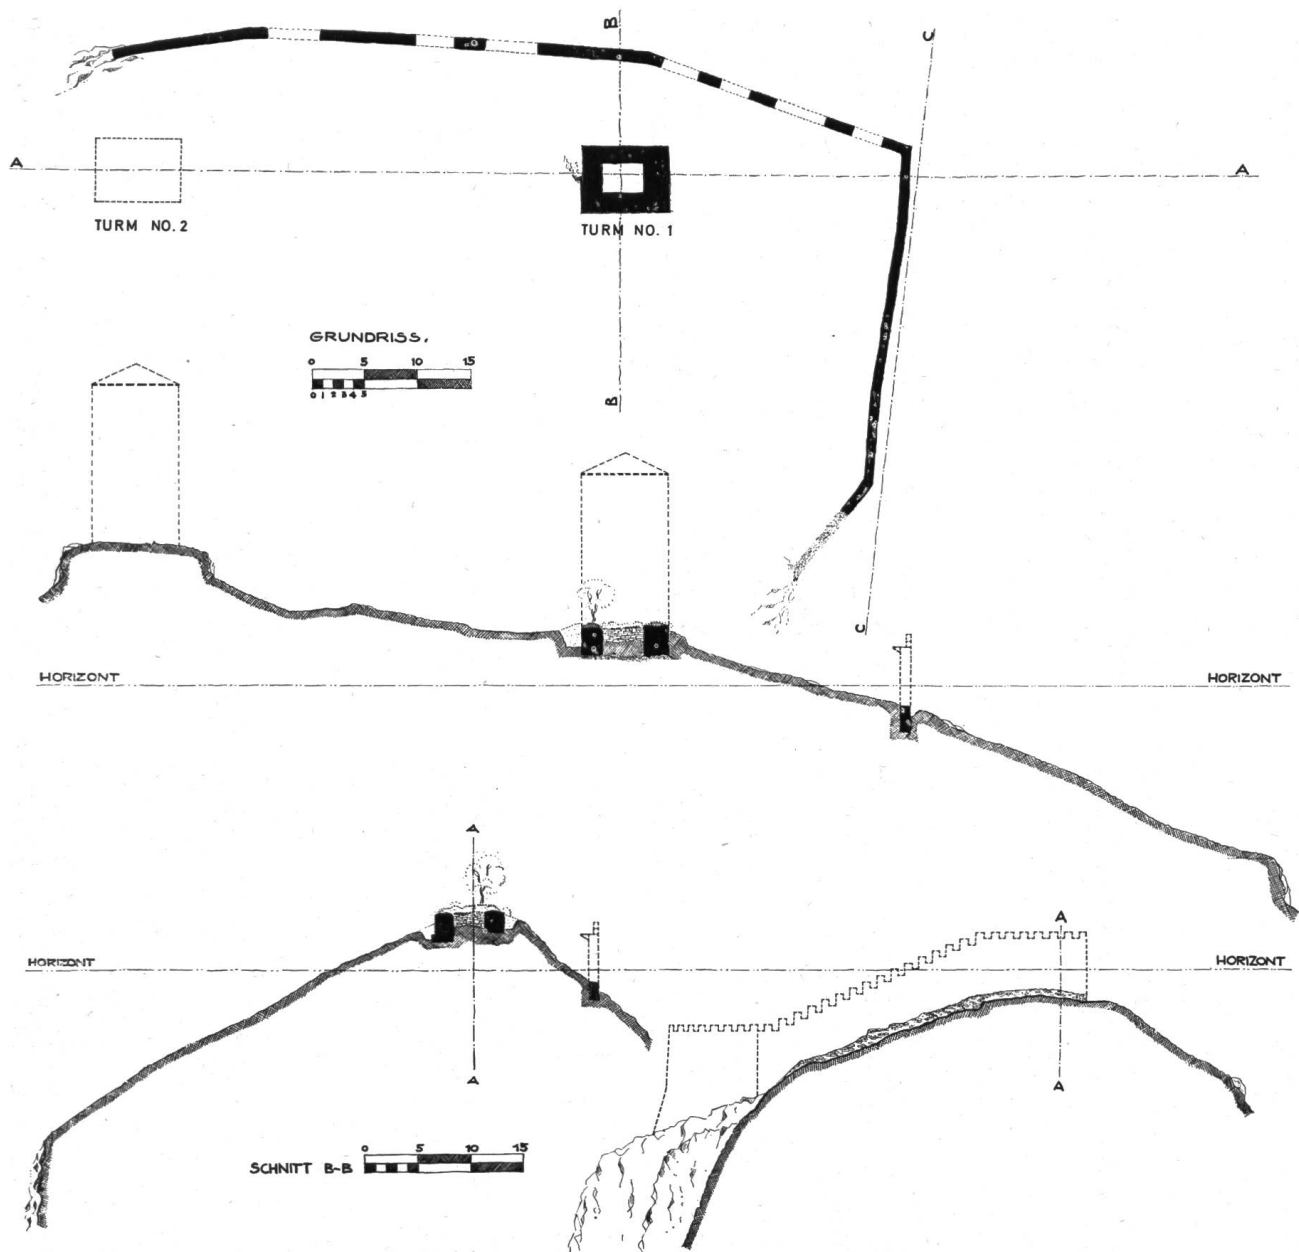 B
C
A
A
TURM NO. 2
TURM NO. 1
GRUNDRISS.
0 5 10 15
0 1 2 3 4 5
B
C
HORIZONT
HORIZONT
A
A
HORIZONT
HORIZONT
A
A
0 5 10 15
SCHNITT B~B